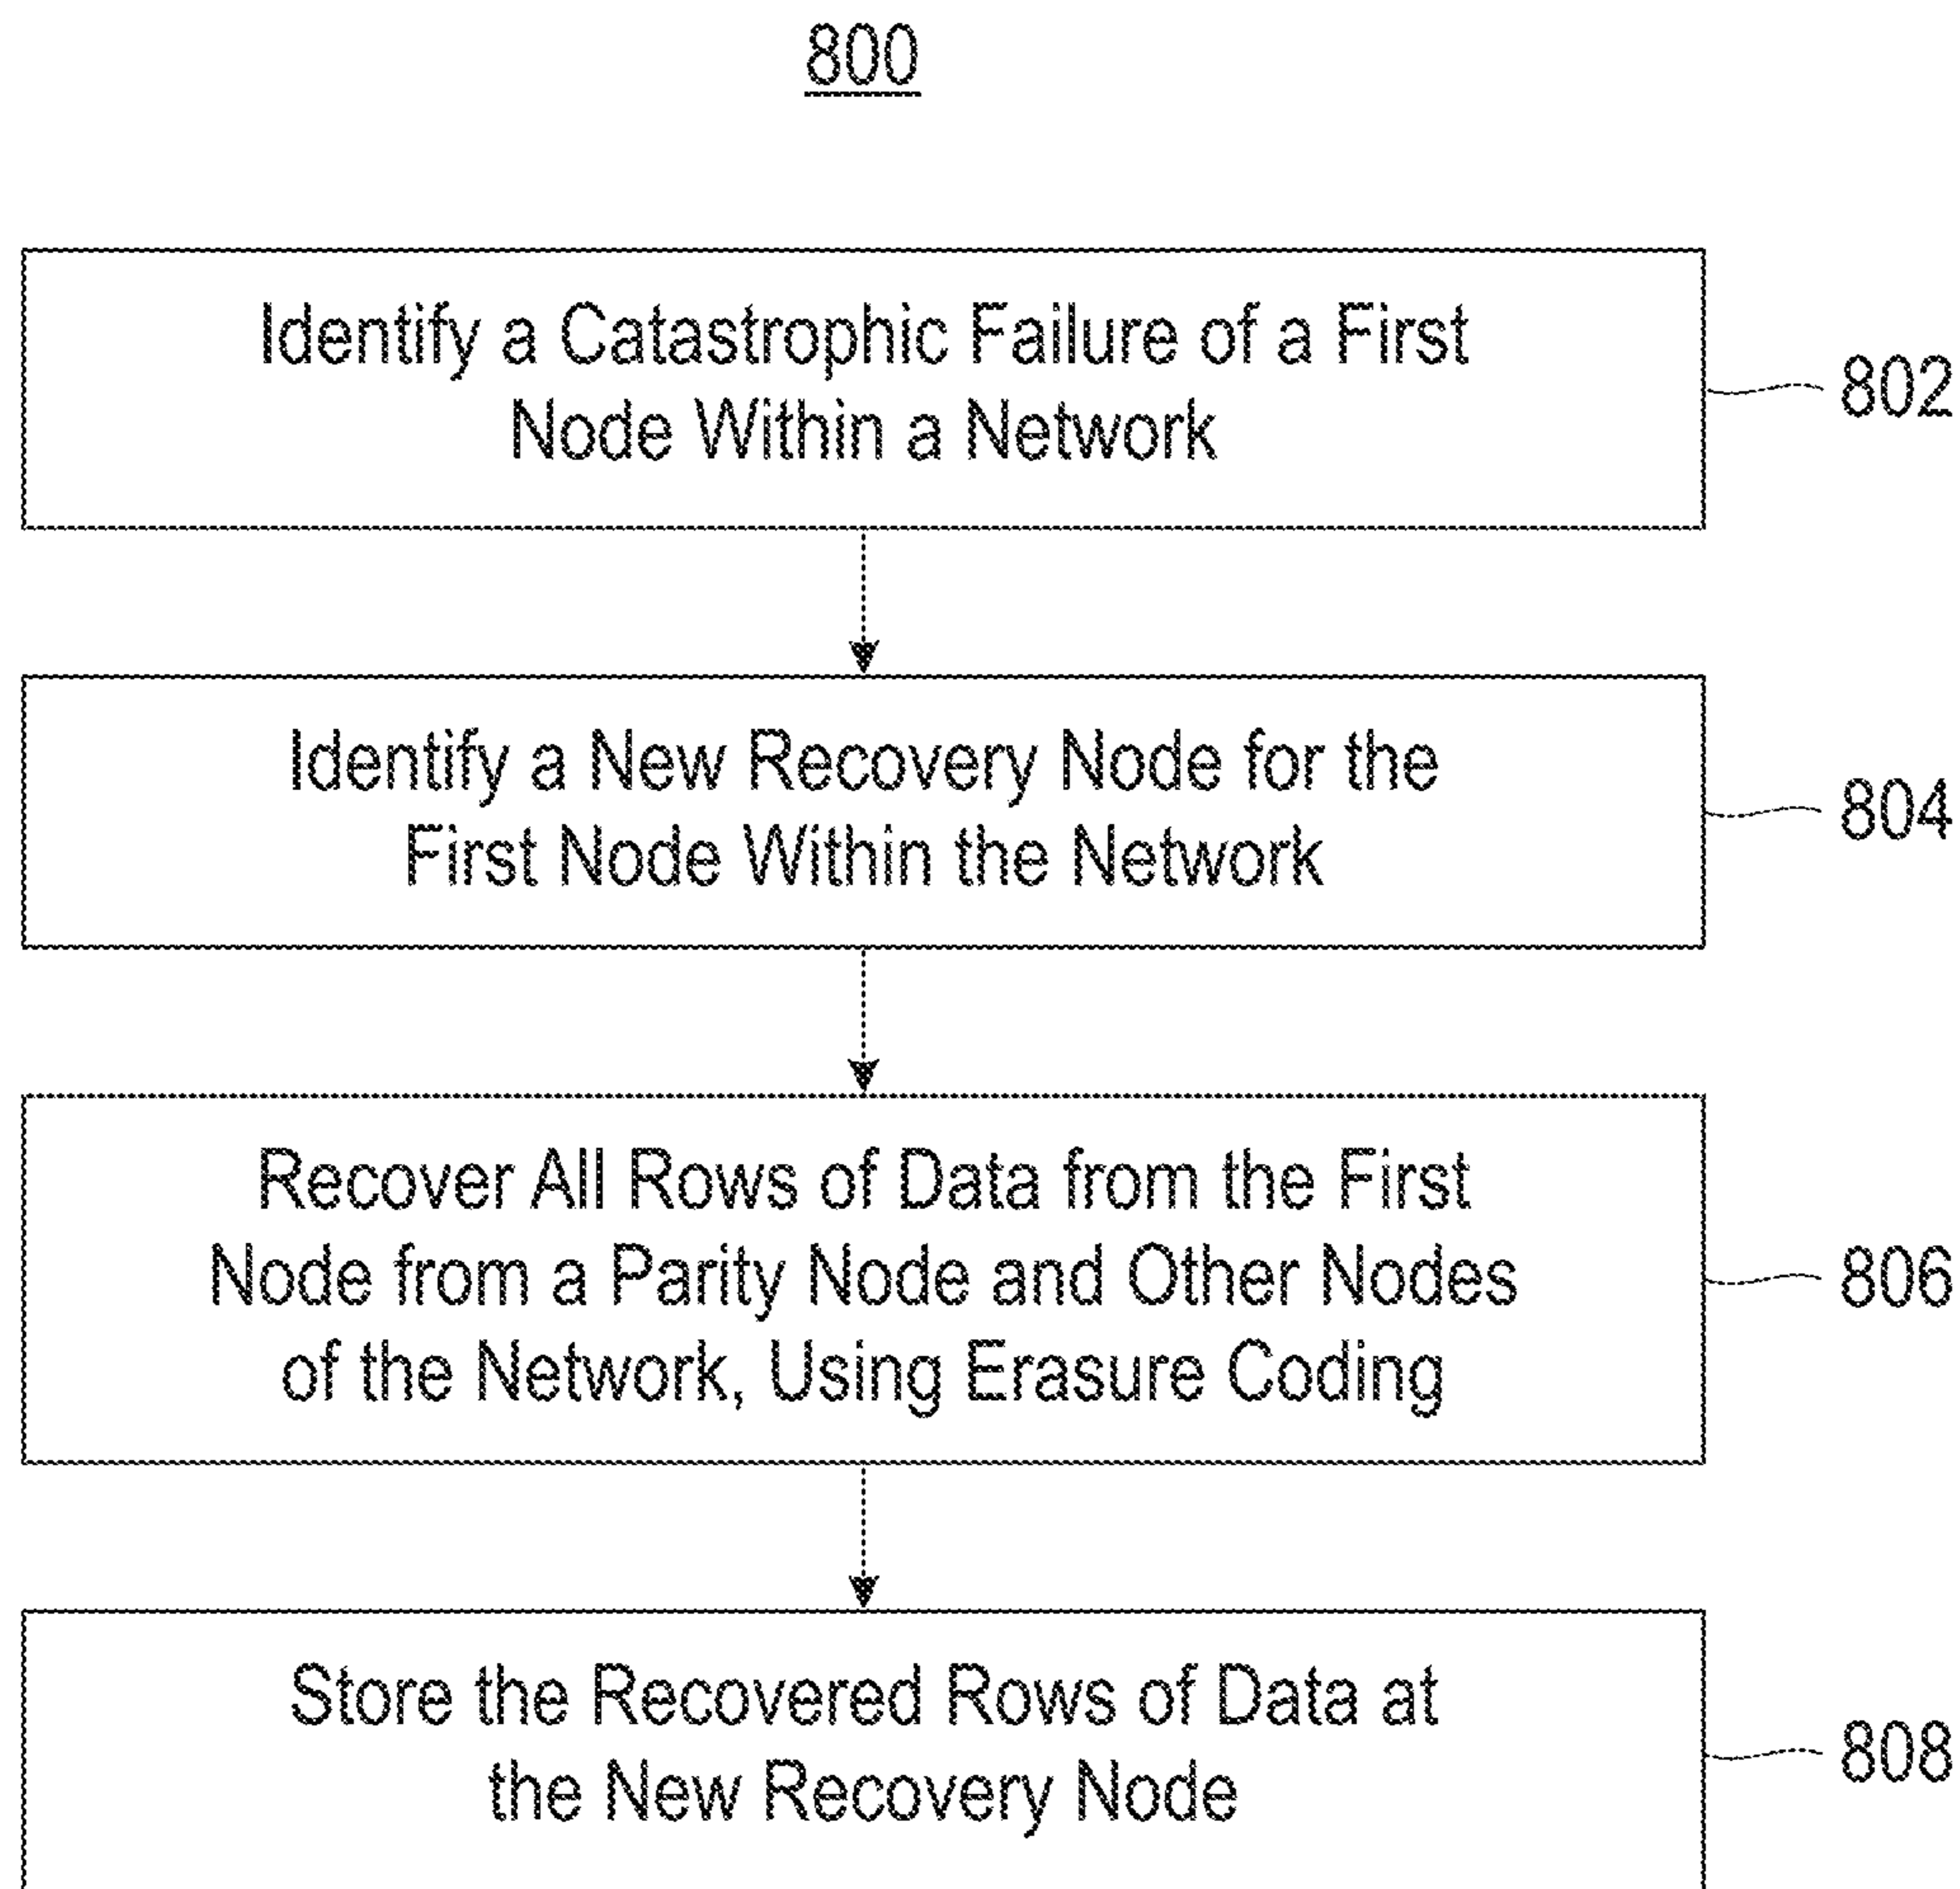 800
Identify a Catastrophic Failure of a First
Node Within a Network
802
Identify a New Recovery Node for the
First Node Within the Network
804
Recover All Rows of Data from the First
Node from a Parity Node and Other Nodes
of the Network, Using Erasure Coding
806
Store the Recovered Rows of Data at
the New Recovery Node
808